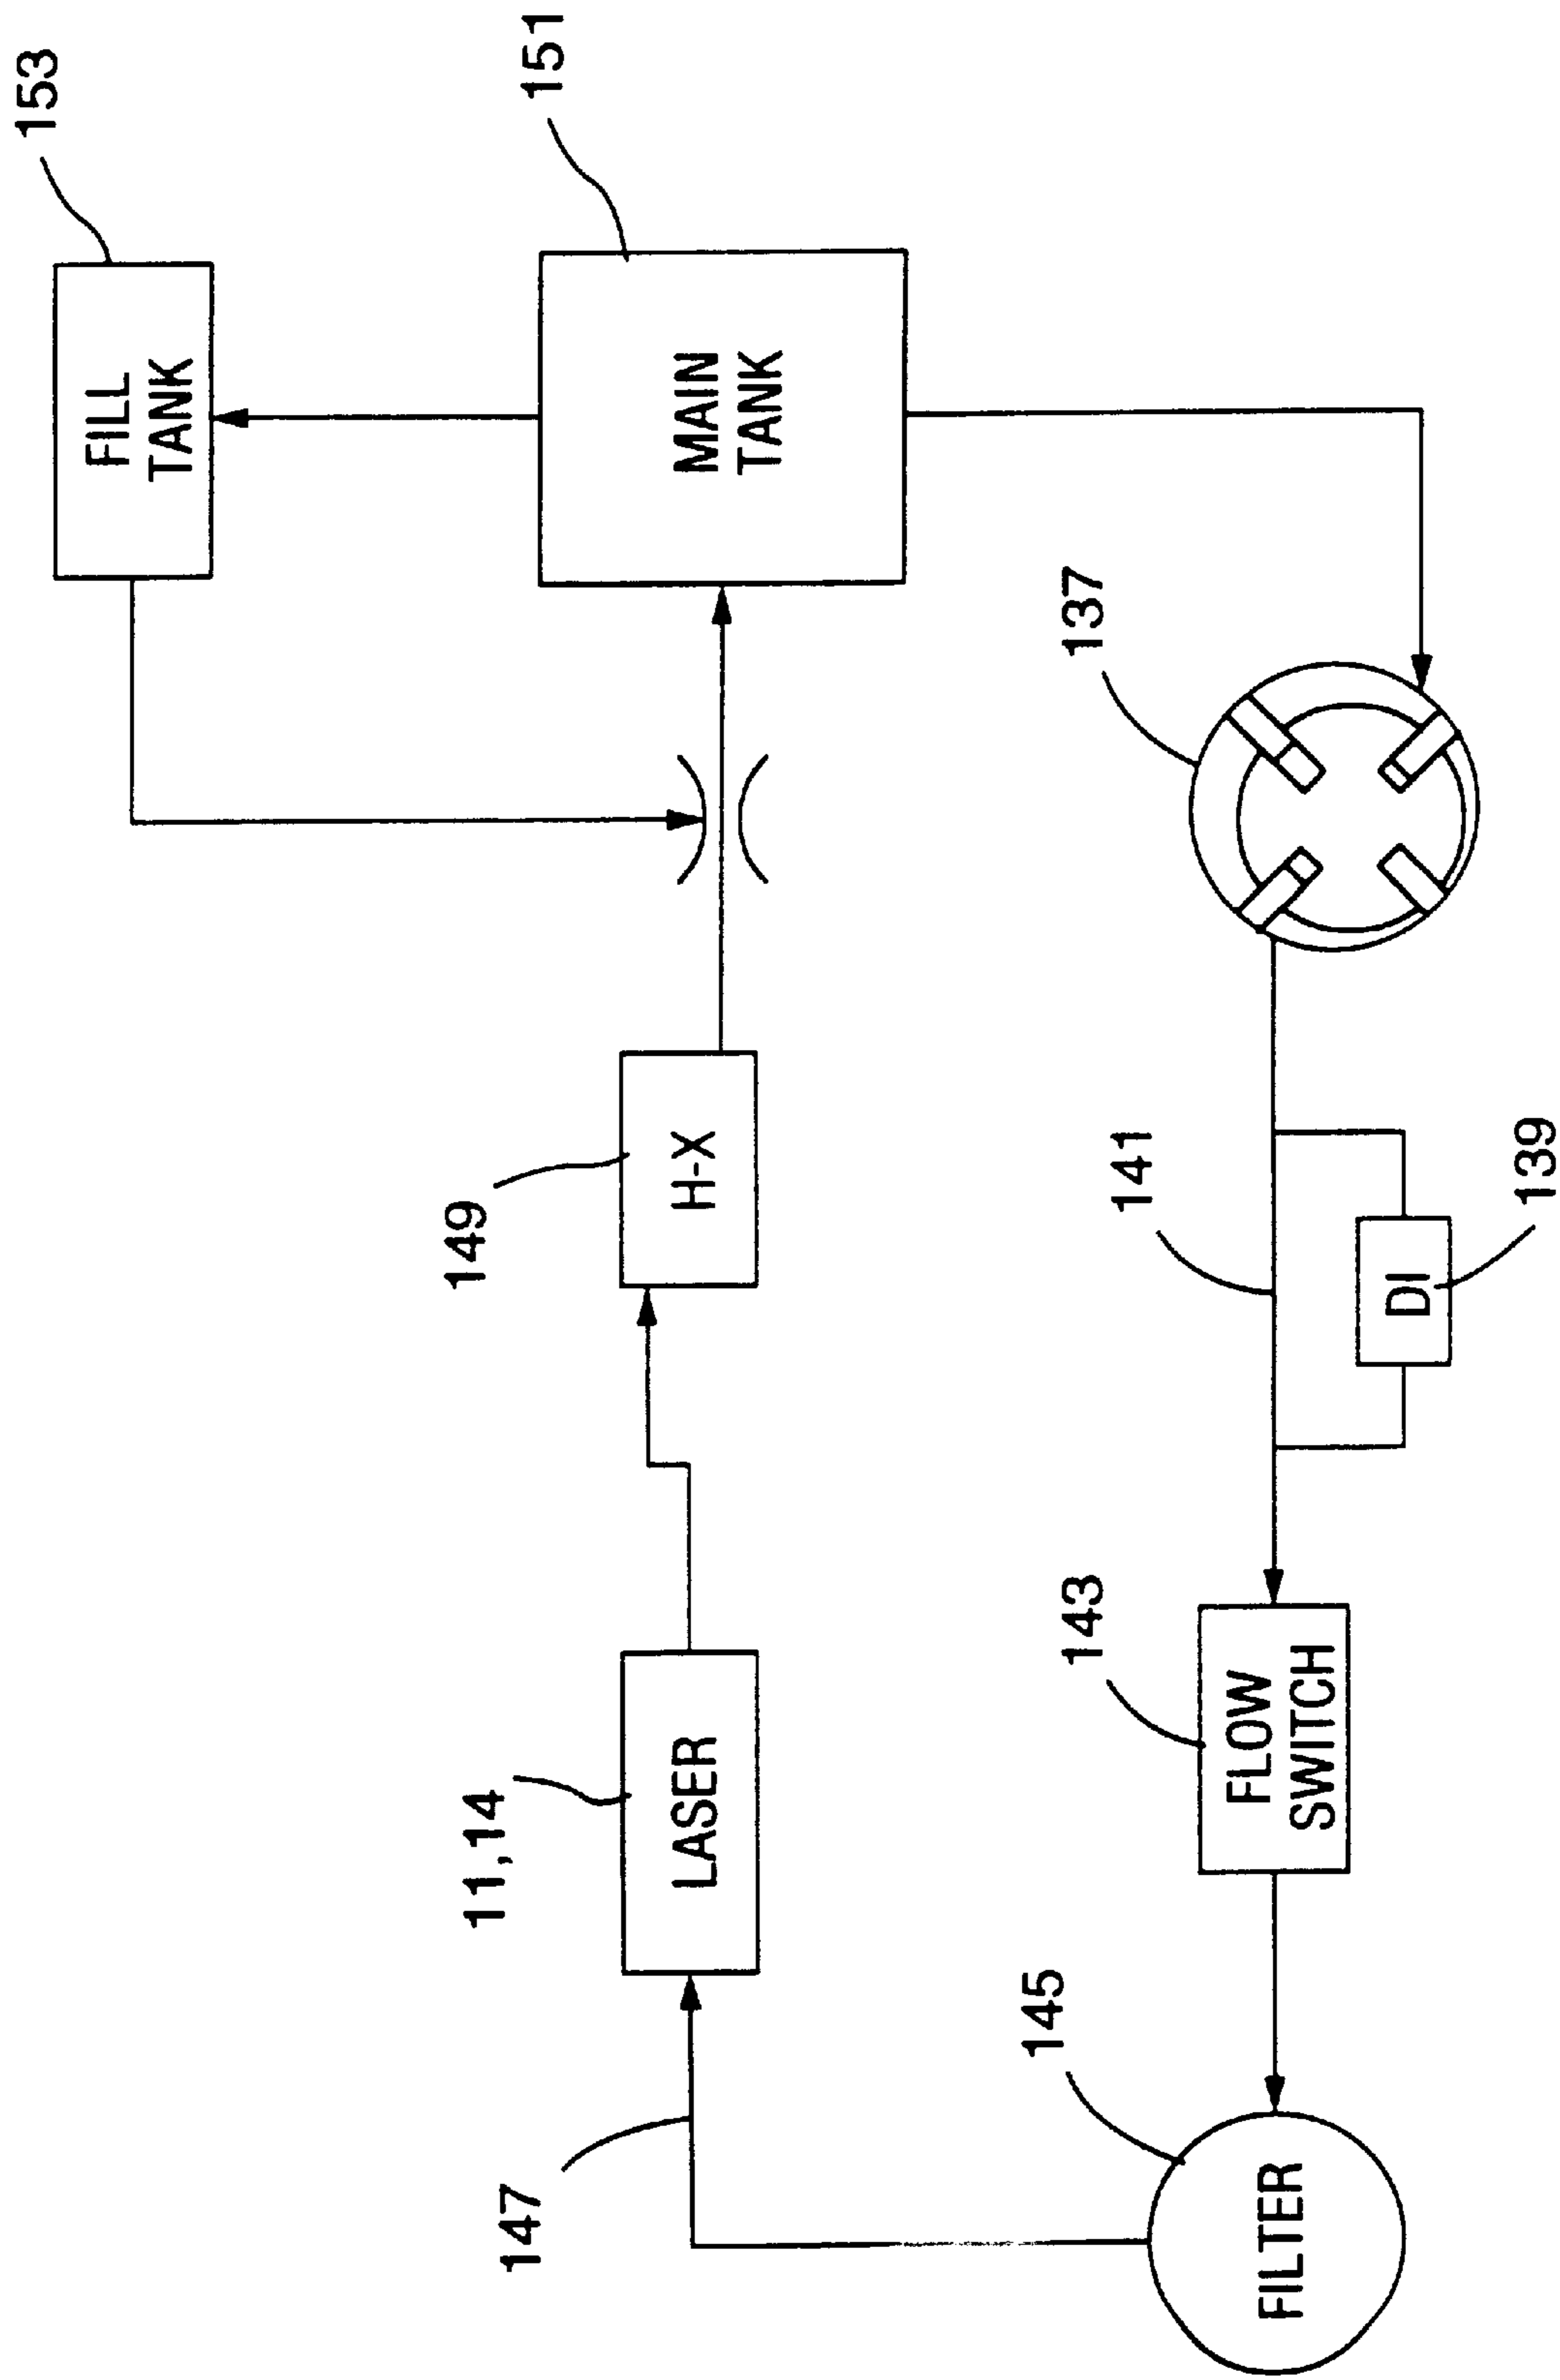 153
FILL
TANK
147
11,14
149
151
LASER
H-X
MAIN
TANK
145
143
141
137
FILTER
FLOW
SWITCH
DI
139